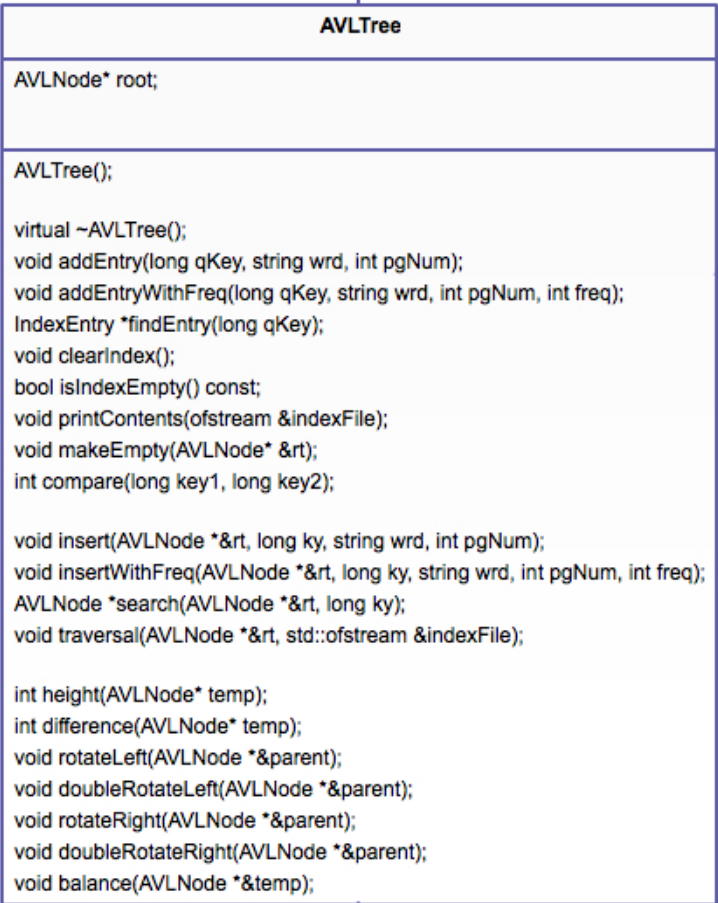 AVLTree
AVLNode* root;
AVLTree();
virtual ~AVLTree();
void addEntry(long qKey, string wrd, int pgNum);
void addEntryWithFreq(long qKey, string wrd, int pgNum, int freq);
IndexEntry *findEntry(long qKey);
void clearIndex();
bool isIndexEmpty() const;
void printContents(ofstream &indexFile);
void makeEmpty(AVLNode* &rt);
int compare(long key1, long key2);
void insert(AVLNode *&rt, long ky, string wrd, int pgNum);
void insertWithFreq(AVLNode *&rt, long ky, string wrd, int pgNum, int freq);
AVLNode *search(AVLNode *&rt, long ky);
void traversal(AVLNode *&rt, std::ofstream &indexFile);
int height(AVLNode* temp);
int difference(AVLNode* temp);
void rotateLeft(AVLNode *&parent);
void doubleRotateLeft(AVLNode *&parent);
void rotateRight(AVLNode *&parent);
void doubleRotateRight(AVLNode *&parent);
void balance(AVLNode *&temp);